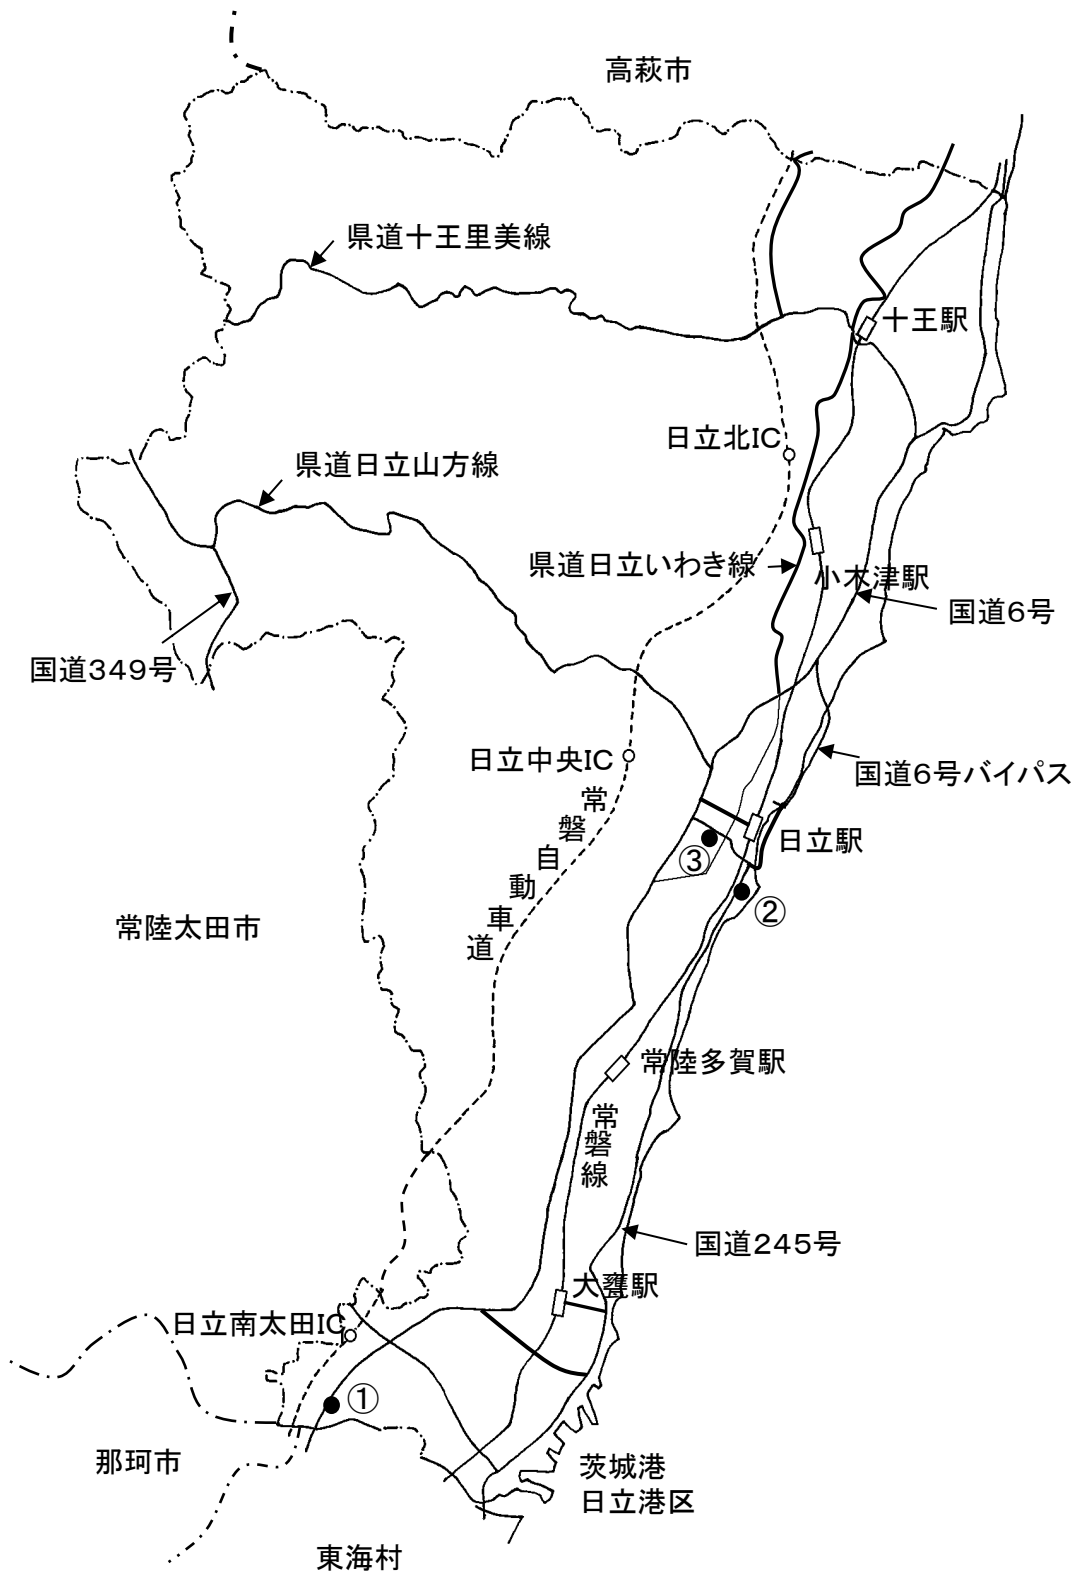 高萩市
県道十王里美線
十王駅
日立北IC
県道日立山方線
県道日立いわき線
小木津駅
国道6号
国道349号
日立中央IC
国道6号バイパス
常磐自動車道
日立駅
③
②
常陸太田市
常陸多賀駅
常磐線
国道245号
大甕駅
日立南太田IC
①
那珂市
茨城港
日立港区
東海村